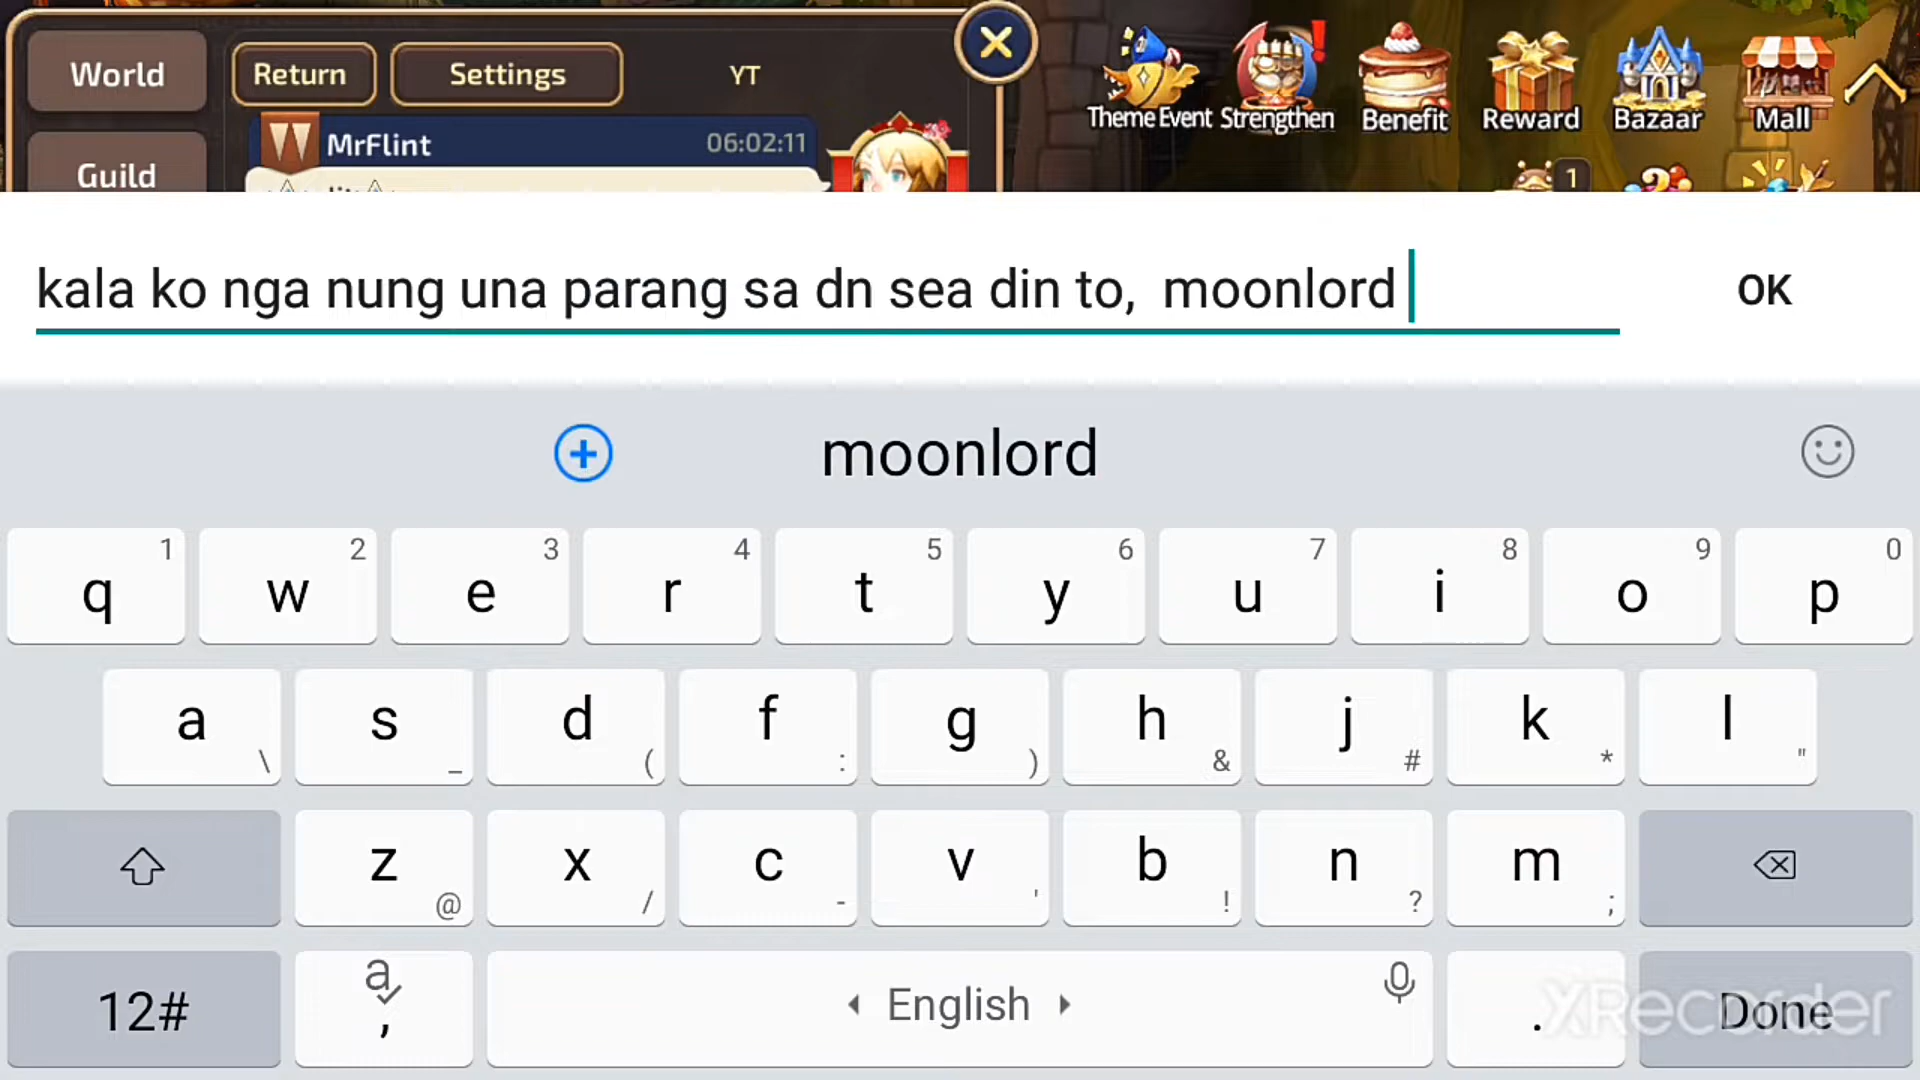 World
Return
Settings
YT
Theme Event
Strengthen
Benefit
Reward
Bazaar
Mall
Guild
MrFlint
06:02:11
1
kala ko nga nung una parang sa dn sea din to,  moonlord
OK
moonlord
1 2 3 4 5 6 7 8 9 0
q w e r t y u i o p
a s d f g h j k l
\ _ ( : ) & # * "
z x c v b n m
@ / - ' ! ? ;
12#
a
,
English
.
Done
XRecorder